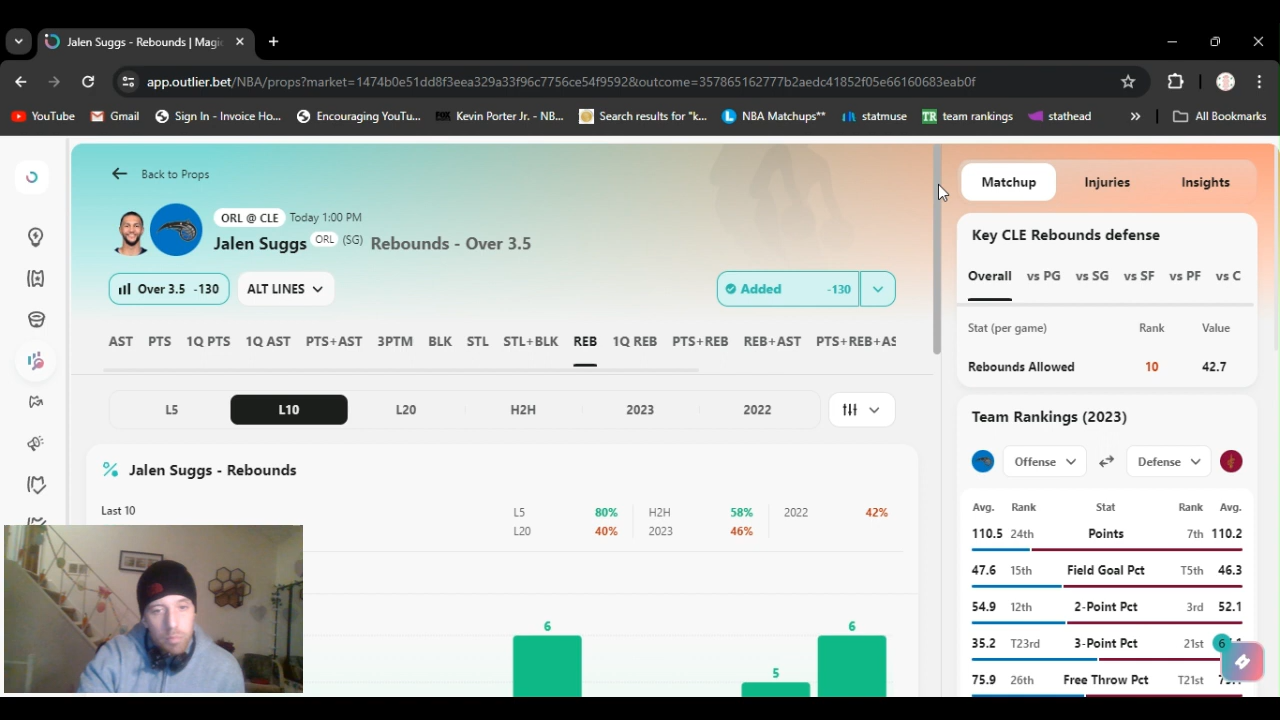 Jalen Suggs - Rebounds | Magic
app.outlier.bet/NBA/props?market=1474b0e51dd8f3eea329a33f96c7756ce54f9592&outcome=357865162777b2aedc41852f05e66160683eab0f
YouTube Gmail Sign In - Invoice Ho... Encouraging YouTu... Kevin Porter Jr. - NB... Search results for "k... NBA Matchups** statmuse team rankings stathead All Bookmarks
Back to Props
ORL @ CLE Today 1:00 PM
Jalen Suggs ORL (SG) Rebounds - Over 3.5
Over 3.5 -130 ALT LINES Added -130
AST PTS 1Q PTS 1Q AST PTS+AST 3PTM BLK STL STL+BLK REB 1Q REB PTS+REB REB+AST PTS+REB+AS
L5 L10 L20 H2H 2023 2022
Jalen Suggs - Rebounds
Last 10
L5 80% H2H 58% 2022 42%
L20 40% 2023 46%
6 6
5
Matchup Injuries Insights
Key CLE Rebounds defense
Overall vs PG vs SG vs SF vs PF vs C
Stat (per game) Rank Value
Rebounds Allowed 10 42.7
Team Rankings (2023)
Offense Defense
Avg. Rank Stat Rank Avg.
110.5 24th Points 7th 110.2
47.6 15th Field Goal Pct T5th 46.3
54.9 12th 2-Point Pct 3rd 52.1
35.2 T23rd 3-Point Pct 21st
75.9 26th Free Throw Pct T21st